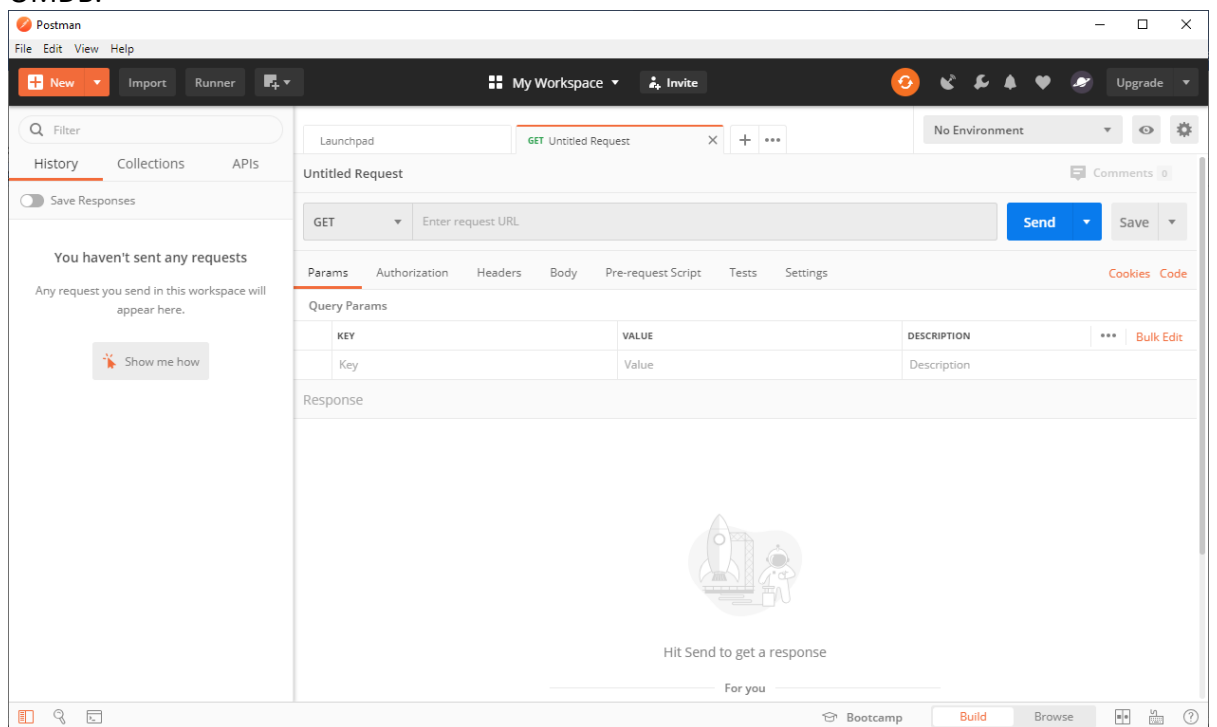 OMDB.
Postman
File Edit View Help
New Import Runner My Workspace Invite Upgrade
Filter
History Collections APIs
Save Responses
You haven't sent any requests
Any request you send in this workspace will
appear here.
Show me how
Launchpad GET Untitled Request No Environment
Untitled Request Comments 0
GET Enter request URL Send Save
Params Authorization Headers Body Pre-request Script Tests Settings Cookies Code
Query Params
KEY VALUE DESCRIPTION Bulk Edit
Key Value Description
Response
Hit Send to get a response
For you
Bootcamp Build Browse